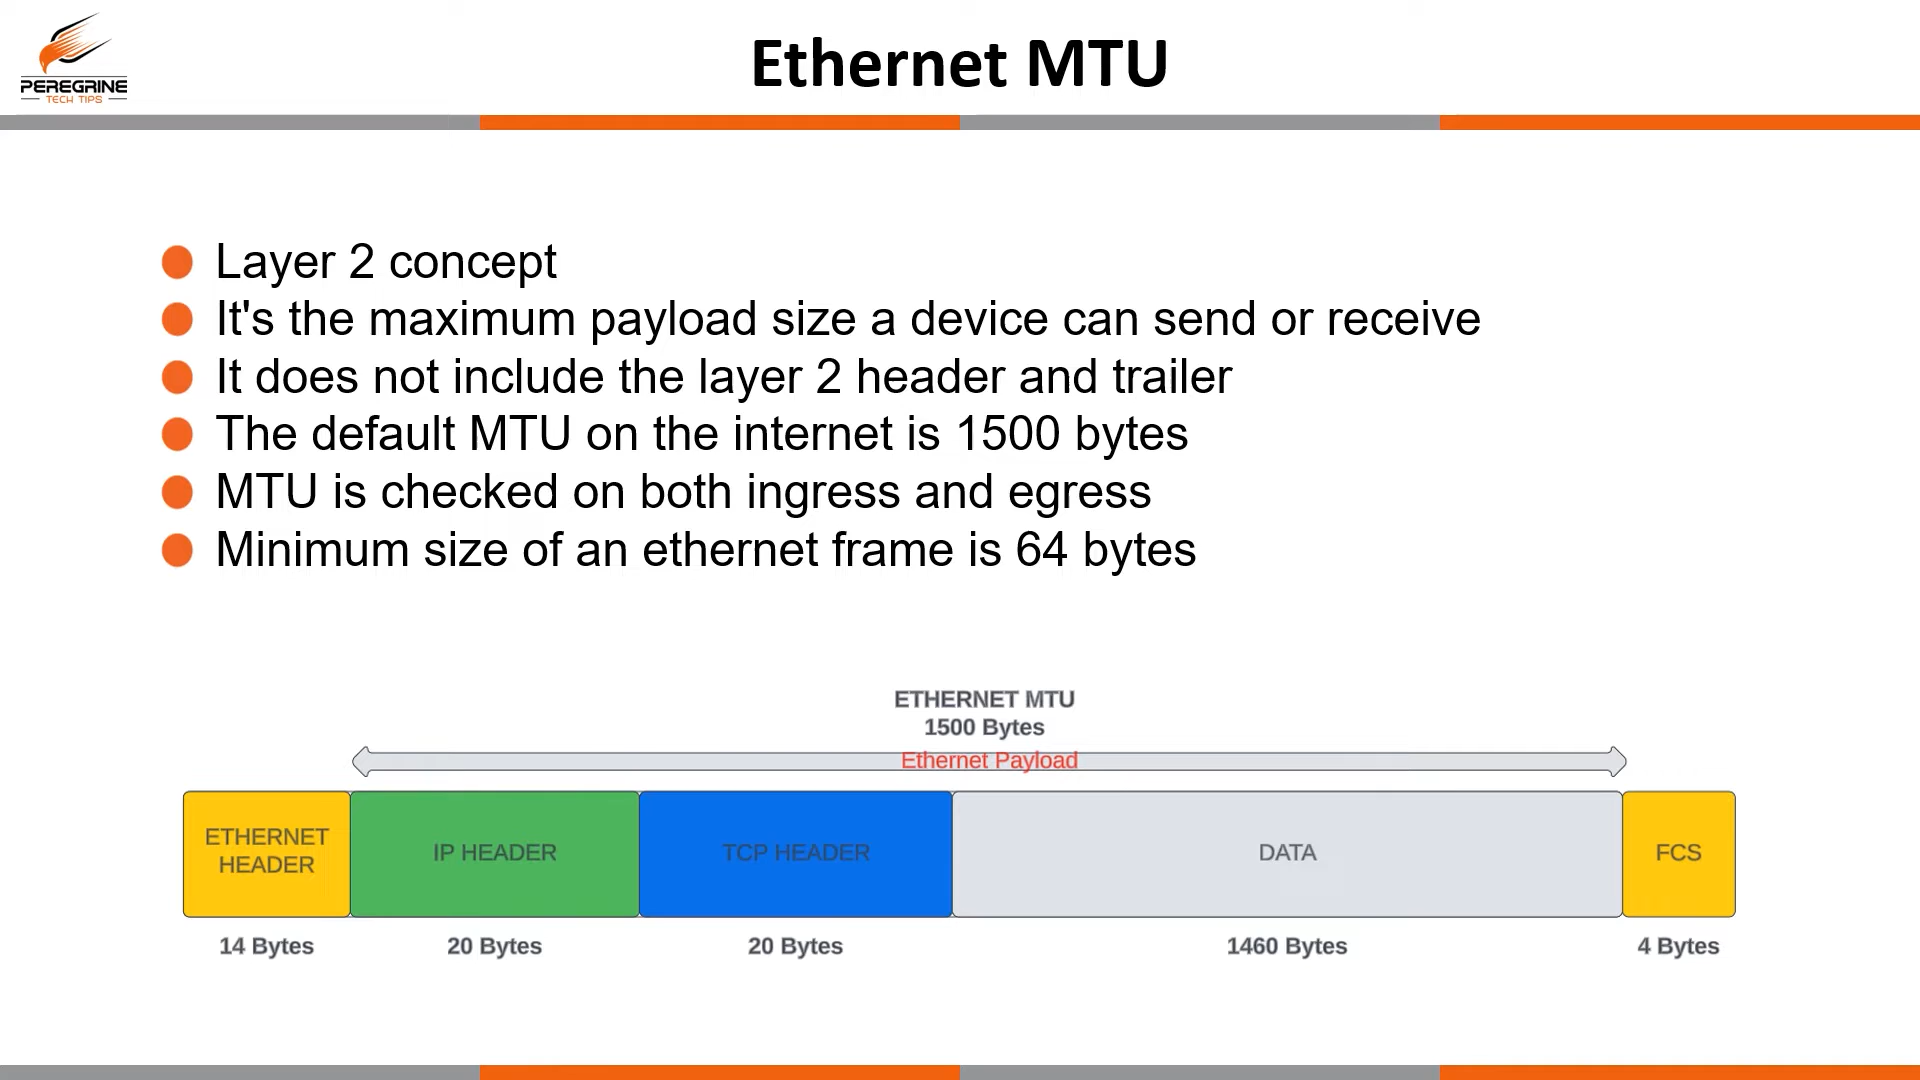 PEREGRINE
TECH TIPS
Ethernet MTU
Layer 2 concept
It's the maximum payload size a device can send or receive
It does not include the layer 2 header and trailer
The default MTU on the internet is 1500 bytes
MTU is checked on both ingress and egress
Minimum size of an ethernet frame is 64 bytes
ETHERNET MTU
1500 Bytes
Ethernet Payload
ETHERNET
HEADER
IP HEADER
TCP HEADER
DATA
FCS
14 Bytes
20 Bytes
20 Bytes
1460 Bytes
4 Bytes